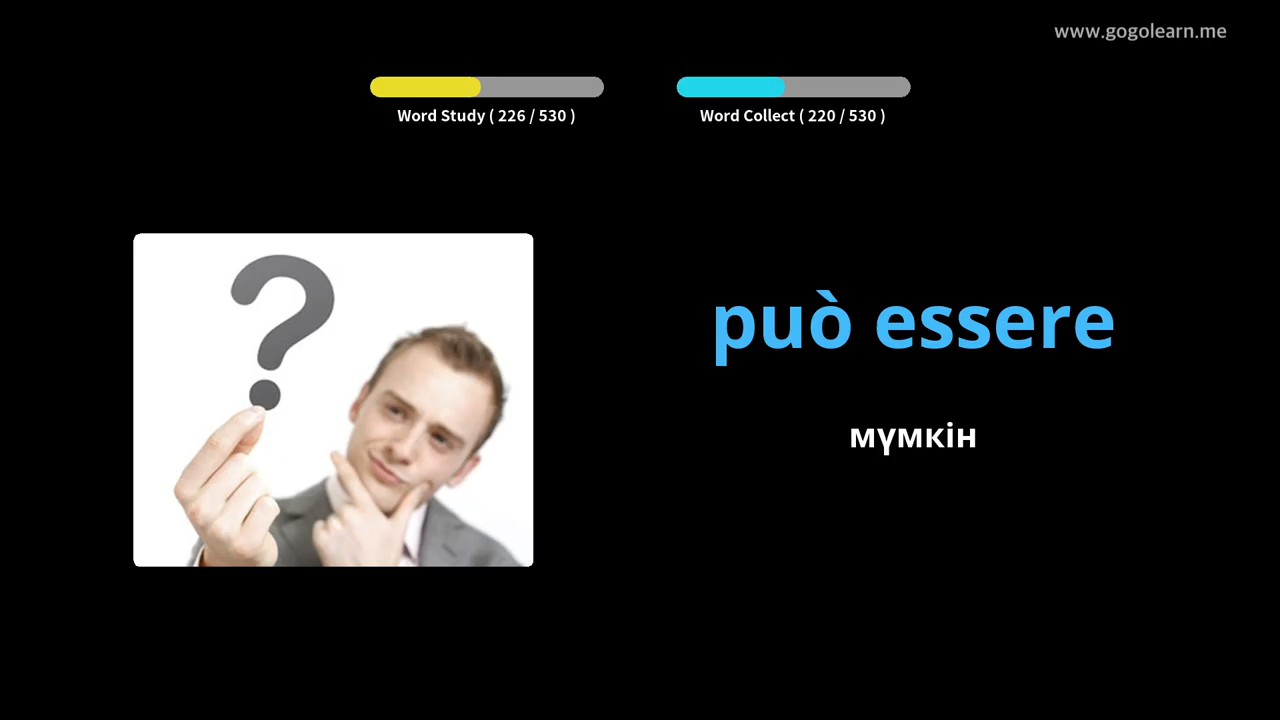 www.gogolearn.me
Word Study ( 226 / 530 )
Word Collect ( 220 / 530 )
?
può essere
мүмкін